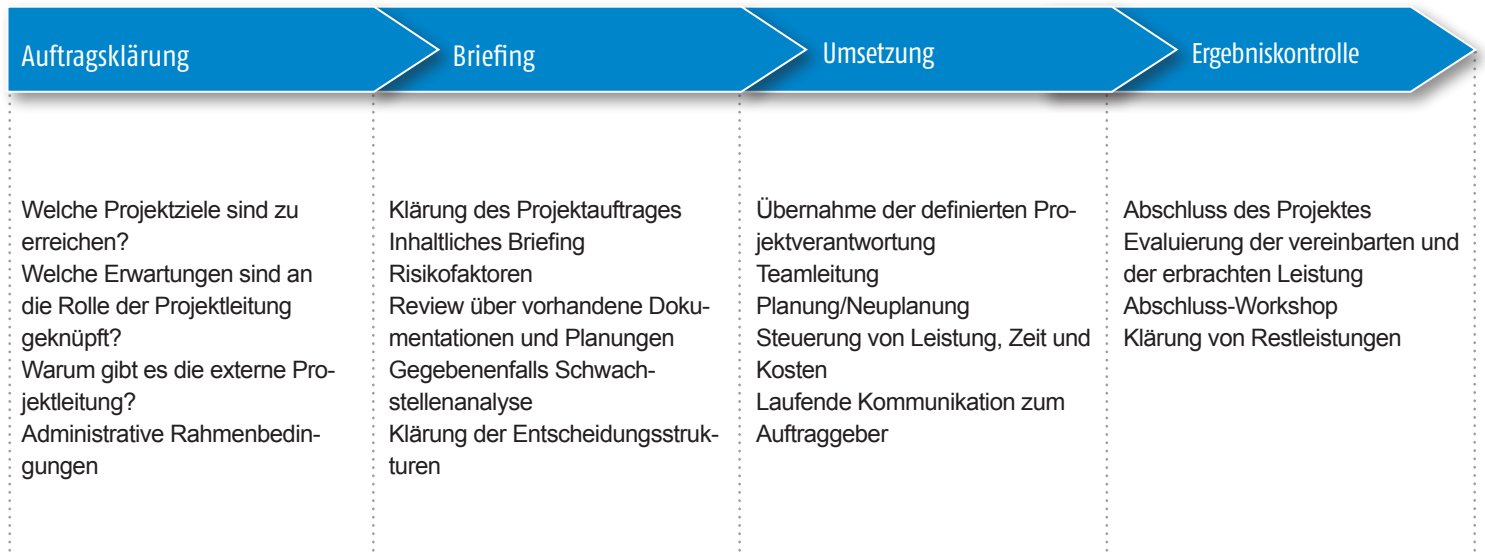 Auftragsklärung
Briefing
Umsetzung
Ergebniskontrolle
Welche Projektziele sind zu
erreichen?
Welche Erwartungen sind an
die Rolle der Projektleitung
geknüpft?
Warum gibt es die externe Pro-
jektleitung?
Administrative Rahmenbedin-
gungen
Klärung des Projektauftrages
Inhaltliches Briefing
Risikofaktoren
Review über vorhandene Doku-
mentationen und Planungen
Gegebenenfalls Schwach-
stellenanalyse
Klärung der Entscheidungsstruk-
turen
Übernahme der definierten Pro-
jektverantwortung
Teamleitung
Planung/Neuplanung
Steuerung von Leistung, Zeit und
Kosten
Laufende Kommunikation zum
Auftraggeber
Abschluss des Projektes
Evaluierung der vereinbarten und
der erbrachten Leistung
Abschluss-Workshop
Klärung von Restleistungen